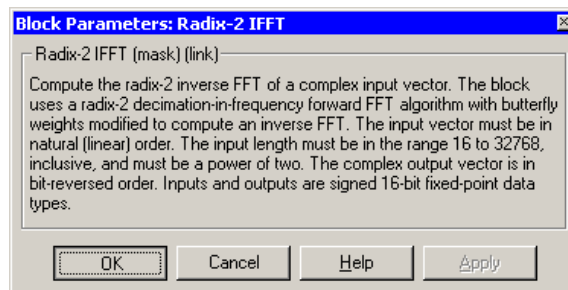 Block Parameters: Radix-2 IFFT
Radix-2 IFFT (mask) (link)
Compute the radix-2 inverse FFT of a complex input vector. The block
uses a radix-2 decimation-in-frequency forward FFT algorithm with butterfly
weights modified to compute an inverse FFT. The input vector must be in
natural (linear) order. The input length must be in the range 16 to 32768,
inclusive, and must be a power of two. The complex output vector is in
bit-reversed order. Inputs and outputs are signed 16-bit fixed-point data
types.
OK Cancel Help Apply